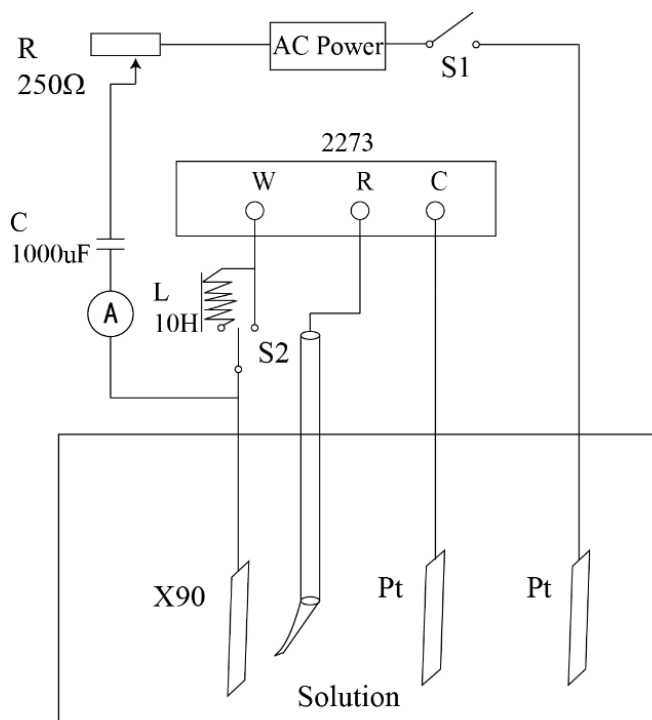 R
250Ω
AC Power
S1
2273
W
R
C
C
1000uF
A
L
10H
S2
X90
Pt
Pt
Solution